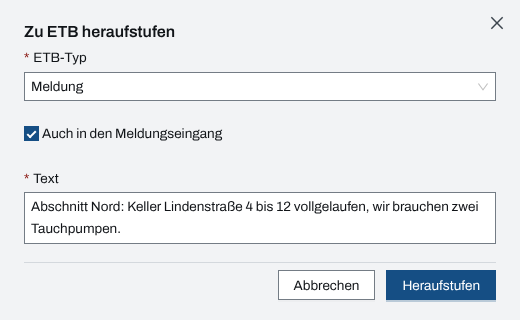 Zu ETB heraufstufen
* ETB-Typ
Meldung
Auch in den Meldungseingang
* Text
Abschnitt Nord: Keller Lindenstraße 4 bis 12 vollgelaufen, wir brauchen zwei
Tauchpumpen.
Abbrechen
Heraufstufen